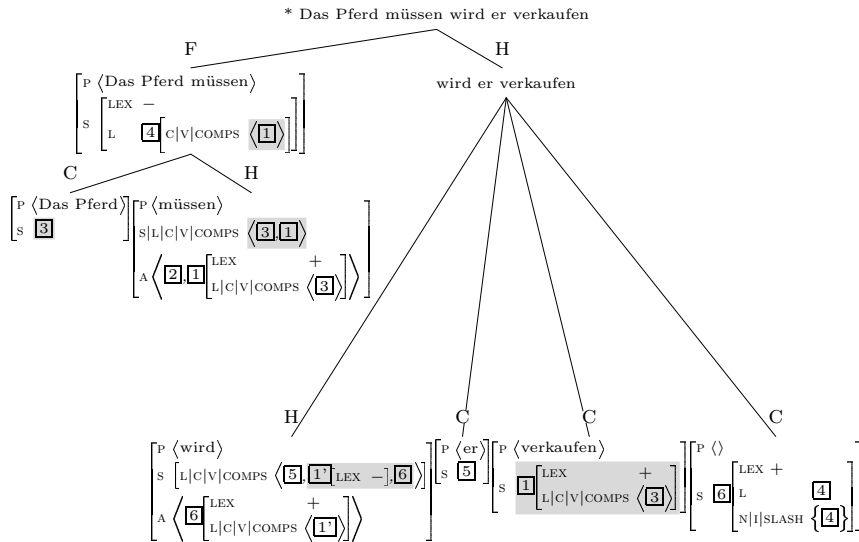 * Das Pferd müssen wird er verkaufen
F H
P ⟨Das Pferd müssen⟩
wird er verkaufen
LEX −
S
L 4 C|V|COMPS ⟨1⟩
C H
P ⟨Das Pferd⟩ P ⟨müssen⟩
S 3 S|L|C|V|COMPS ⟨3,1⟩
LEX +
A ⟨2,1
L|C|V|COMPS ⟨3⟩⟩
H C C C
P ⟨wird⟩ P ⟨er⟩ P ⟨verkaufen⟩ P ⟨⟩
S [L|C|V|COMPS ⟨5,1'[LEX −],6⟩] S 5 S 1 LEX + S 6 LEX +
L|C|V|COMPS ⟨3⟩ L 4
A ⟨6 LEX + N|I|SLASH {4}
L|C|V|COMPS ⟨1'⟩⟩